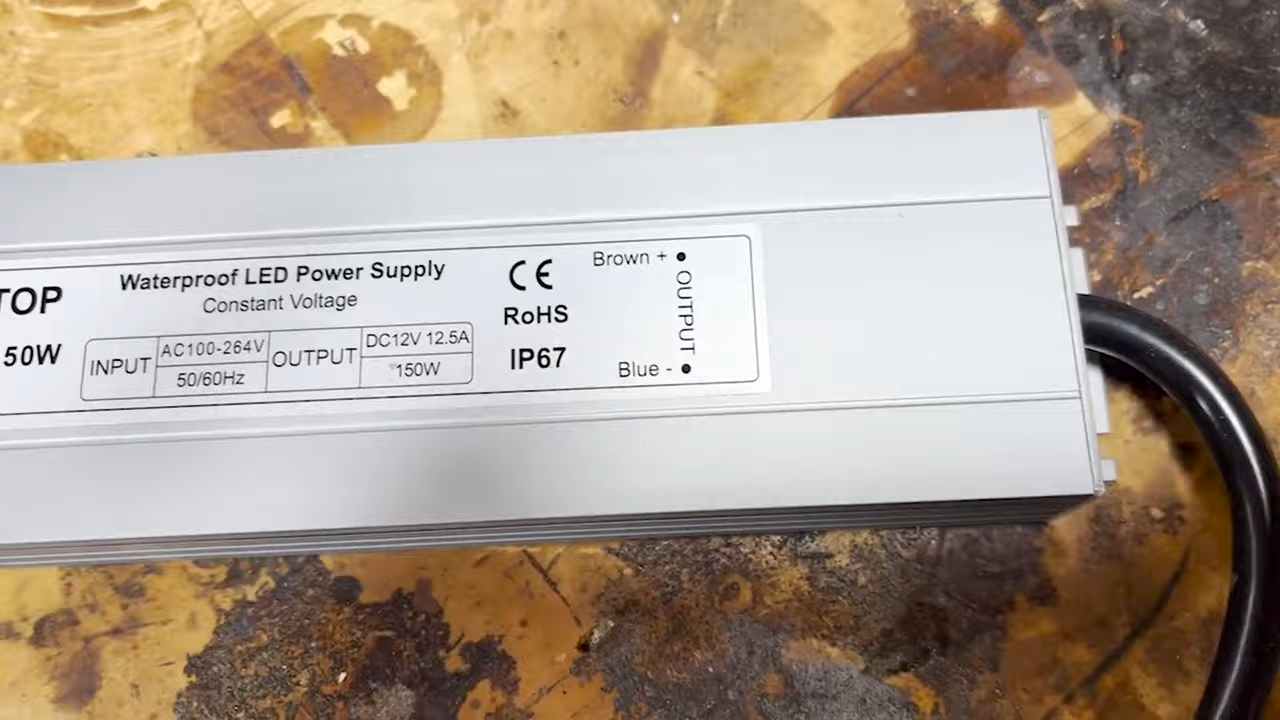 TOP
50W
Waterproof LED Power Supply
Constant Voltage
INPUT
AC100-264V
50/60Hz
OUTPUT
DC12V 12.5A
150W
CE
RoHS
IP67
Brown +
OUTPUT
Blue -